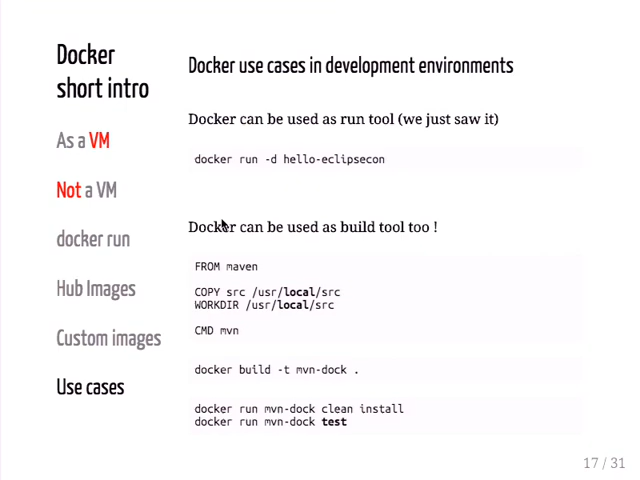 Docker
short intro
As a VM
Not a VM
docker run
Hub Images
Custom images
Use cases
Docker use cases in development environments
Docker can be used as run tool (we just saw it)
docker run -d hello-eclipsecon
Docker can be used as build tool too !
FROM maven
COPY src /usr/local/src
WORKDIR /usr/local/src
CMD mvn
docker build -t mvn-dock .
docker run mvn-dock clean install
docker run mvn-dock test
17 / 31